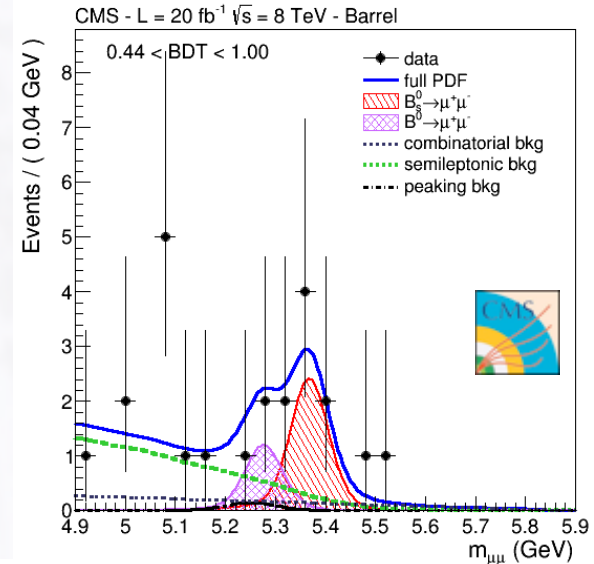 CMS - L = 20 fb⁻¹ √s = 8 TeV - Barrel
0.44 < BDT < 1.00
data
full PDF
B⁰ₛ→μ⁺μ⁻
B⁰→μ⁺μ⁻
combinatorial bkg
semileptonic bkg
peaking bkg
CMS
Events / ( 0.04 GeV )
8
7
6
5
4
3
2
1
0
4.9 5 5.1 5.2 5.3 5.4 5.5 5.6 5.7 5.8 5.9
m_μμ (GeV)